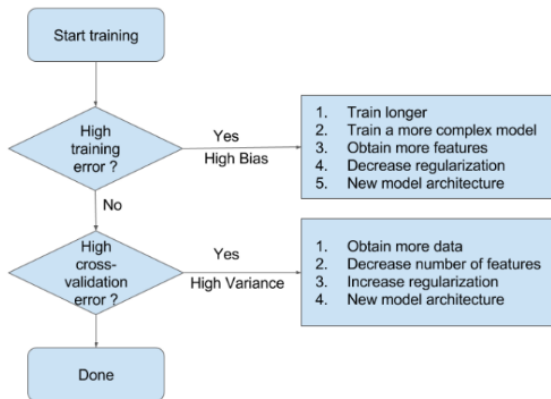 Start training
High
training
error ?
Yes
High Bias
1. Train longer
2. Train a more complex model
3. Obtain more features
4. Decrease regularization
5. New model architecture
No
High
cross-
validation
error ?
Yes
High Variance
1. Obtain more data
2. Decrease number of features
3. Increase regularization
4. New model architecture
Done